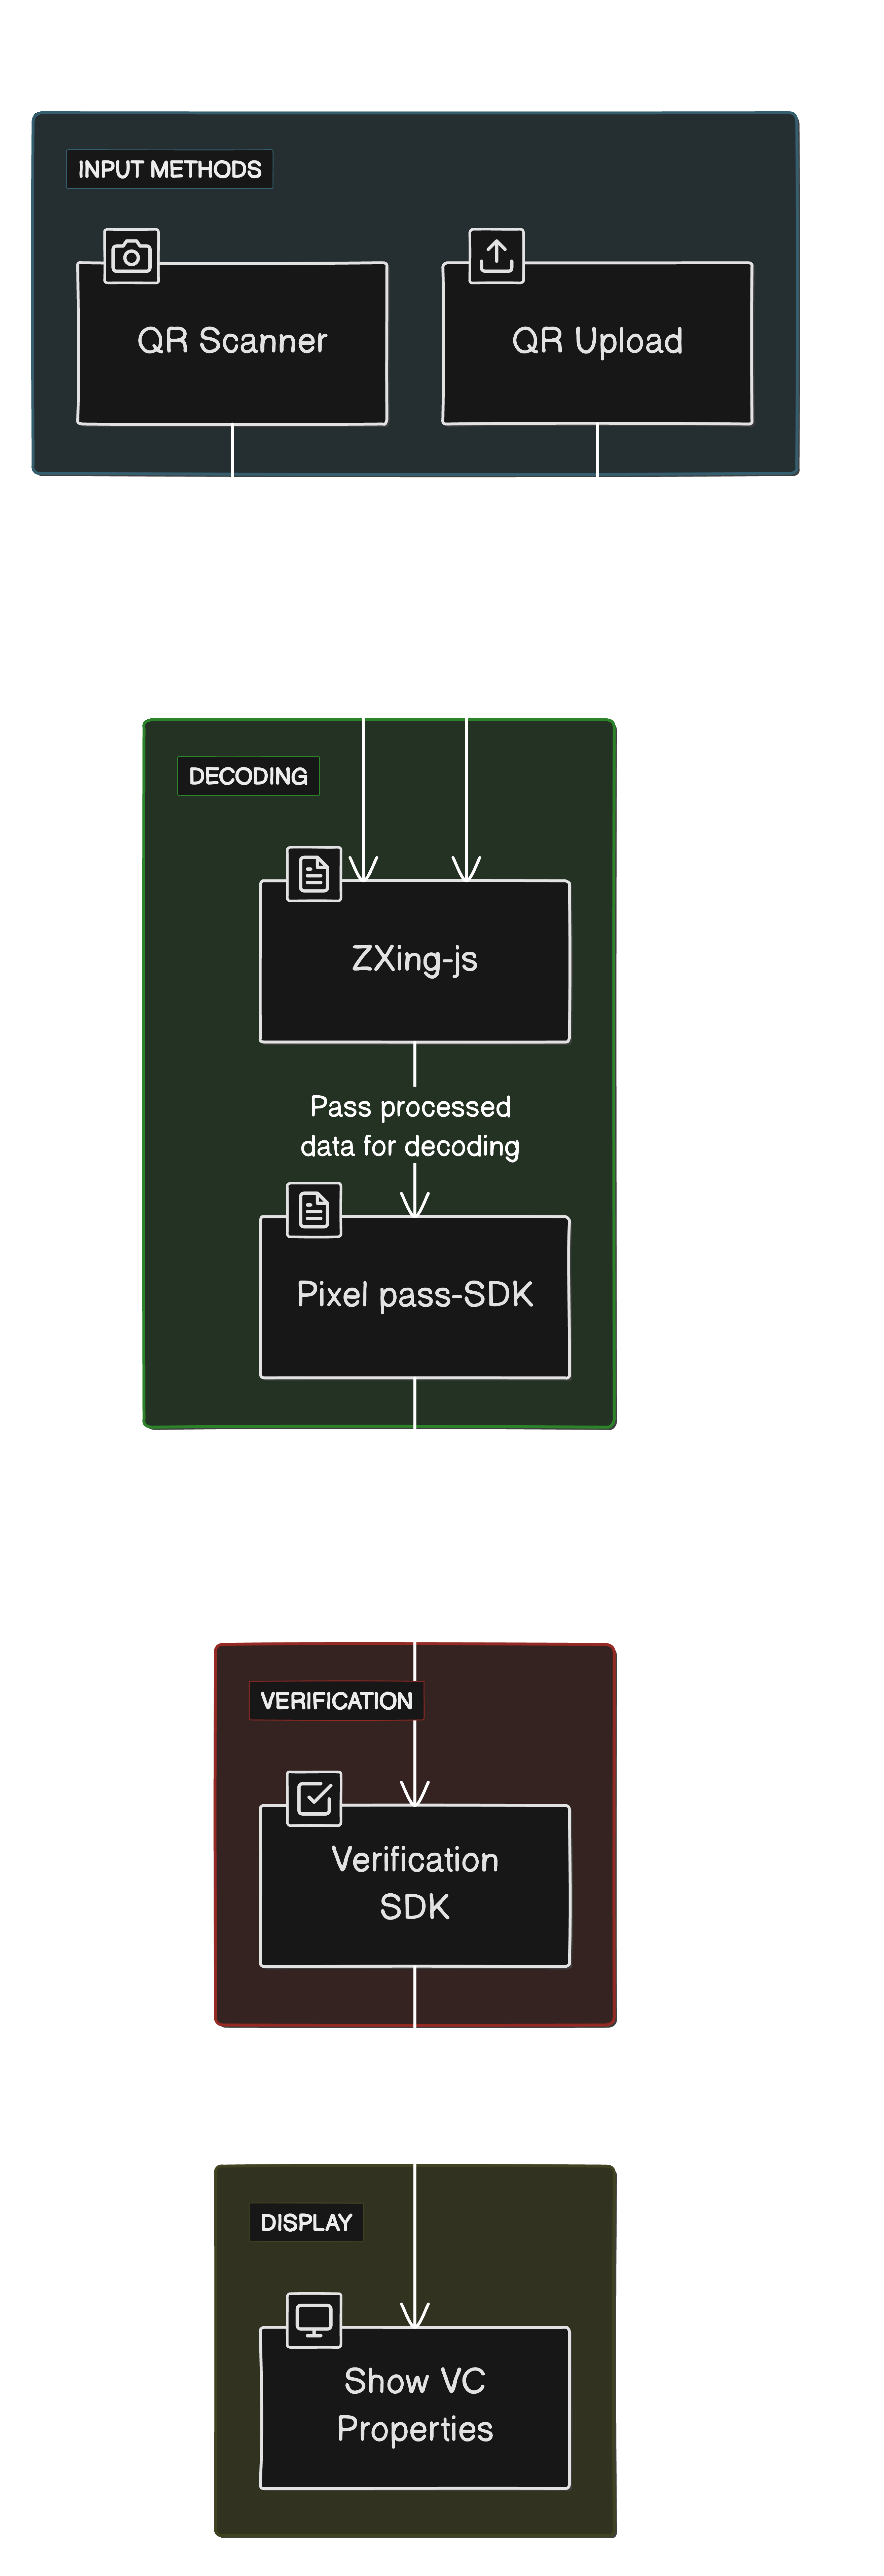 INPUT METHODS
QR Scanner
QR Upload
DECODING
ZXing-js
Pass processed
data for decoding
Pixel pass-SDK
VERIFICATION
Verification
SDK
DISPLAY
Show VC
Properties